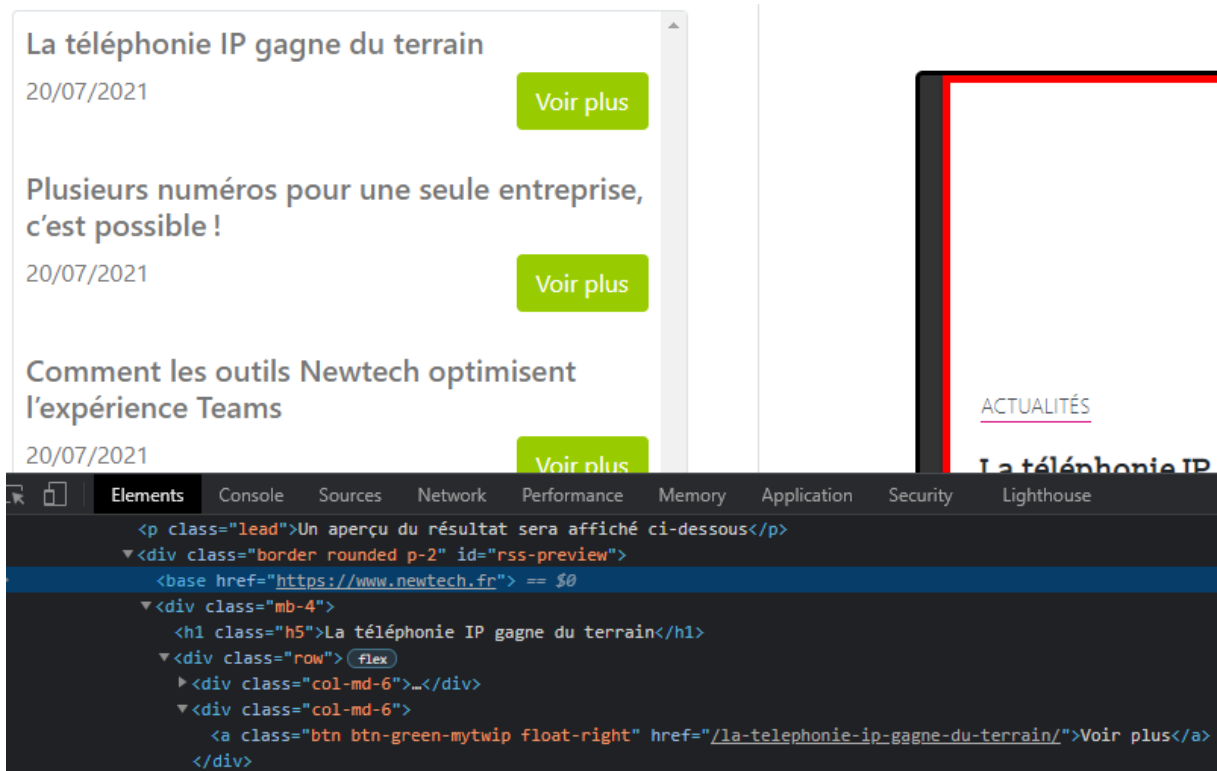 La téléphonie IP gagne du terrain
20/07/2021
Voir plus
Plusieurs numéros pour une seule entreprise,
c’est possible !
20/07/2021
Voir plus
Comment les outils Newtech optimisent
l’expérience Teams
20/07/2021
Voir plus
ACTUALITÉS
La téléphonie IP
Elements Console Sources Network Performance Memory Application Security Lighthouse
<p class="lead">Un aperçu du résultat sera affiché ci-dessous</p>
▼<div class="border rounded p-2" id="rss-preview">
<base href="https://www.newtech.fr"> == $0
▼<div class="mb-4">
<h1 class="h5">La téléphonie IP gagne du terrain</h1>
▼<div class="row"> flex
▶<div class="col-md-6">…</div>
▼<div class="col-md-6">
<a class="btn btn-green-mytwip float-right" href="/la-telephonie-ip-gagne-du-terrain/">Voir plus</a>
</div>